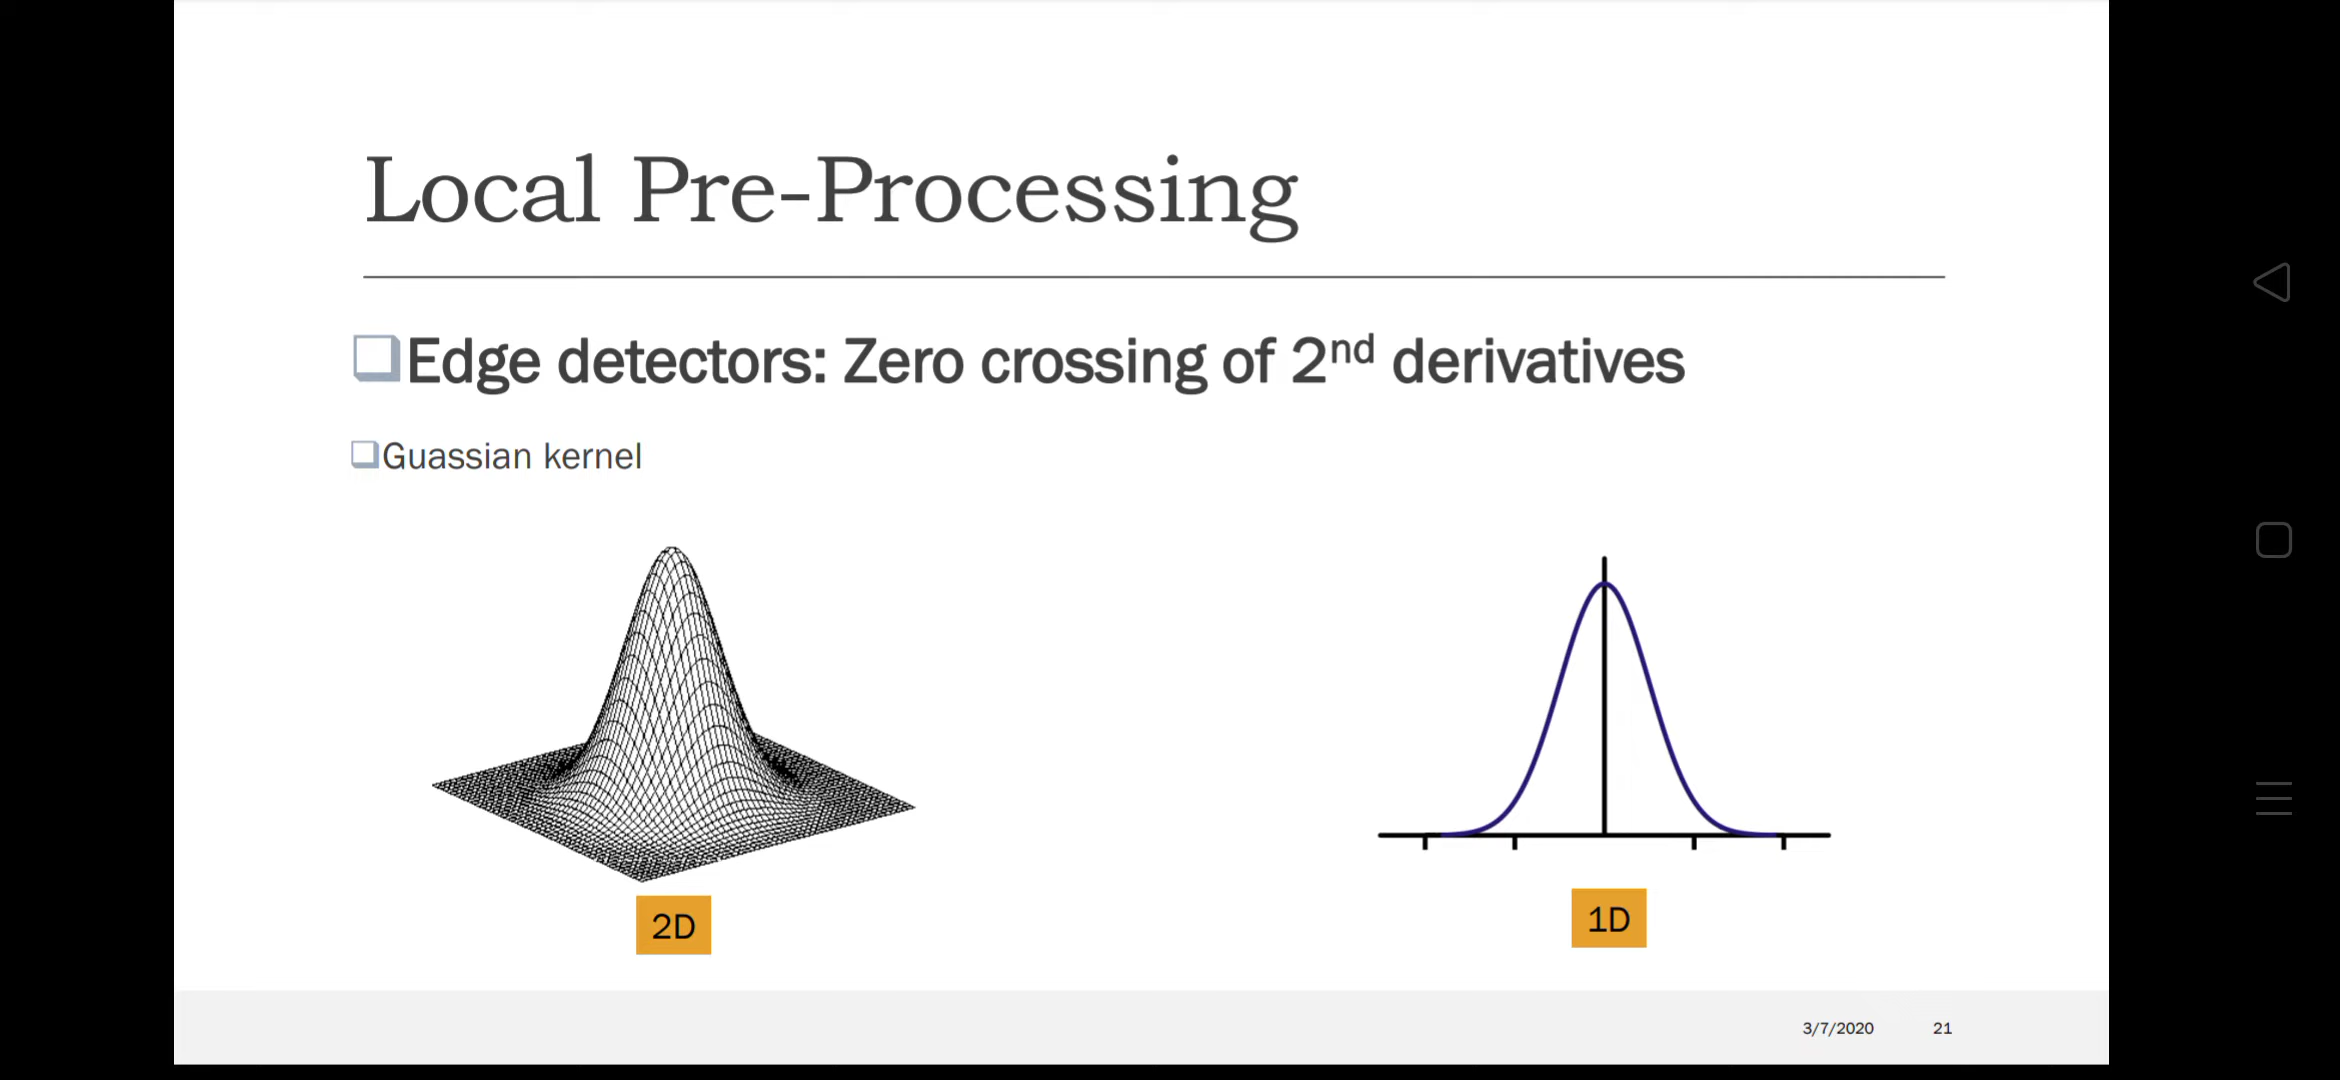 Local Pre-Processing
Edge detectors: Zero crossing of 2nd derivatives
Guassian kernel
2D
1D
3/7/2020 21